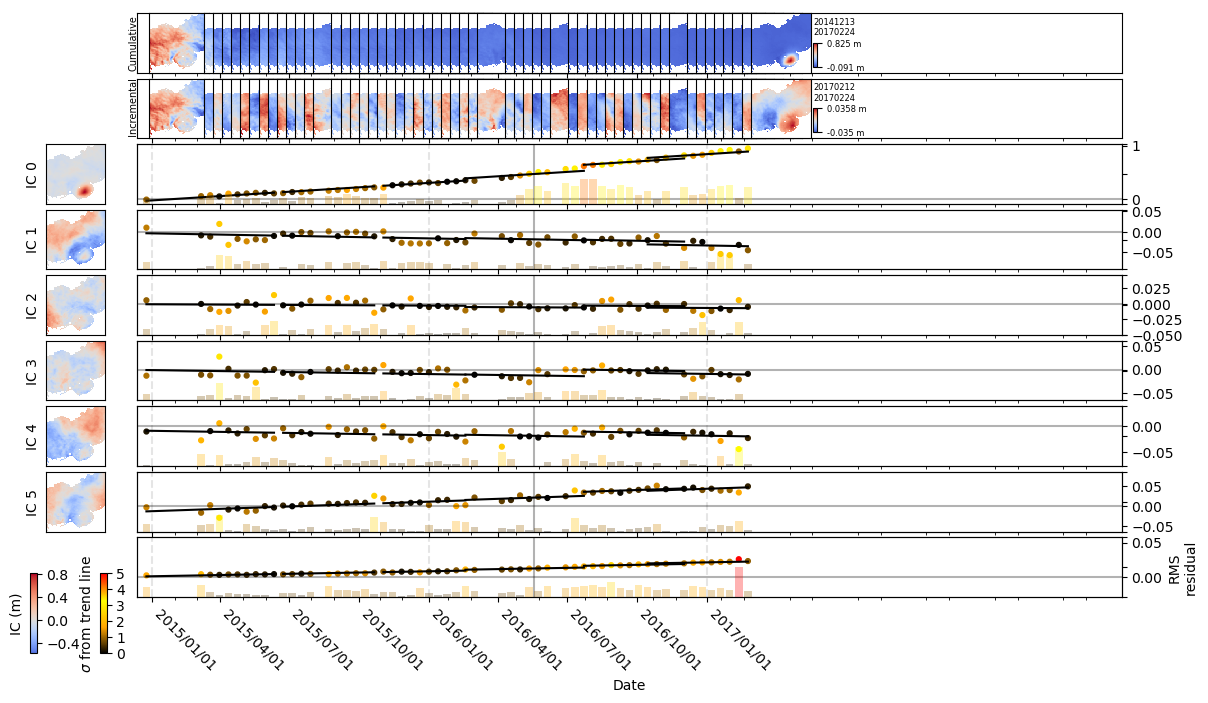 Cumulative
20141213
20170224
0.825 m
-0.091 m
Incremental
20170212
20170224
0.0358 m
-0.035 m
IC 0
1
0
IC 1
0.05
0.00
−0.05
IC 2
0.025
0.000
−0.025
−0.050
IC 3
0.05
0.00
−0.05
IC 4
0.00
−0.05
IC 5
0.05
0.00
−0.05
0.05
0.00
RMS
residual
IC (m)
0.8
0.4
0.0
−0.4
σ from trend line
5
4
3
2
1
0
2015/01/01
2015/04/01
2015/07/01
2015/10/01
2016/01/01
2016/04/01
2016/07/01
2016/10/01
2017/01/01
Date